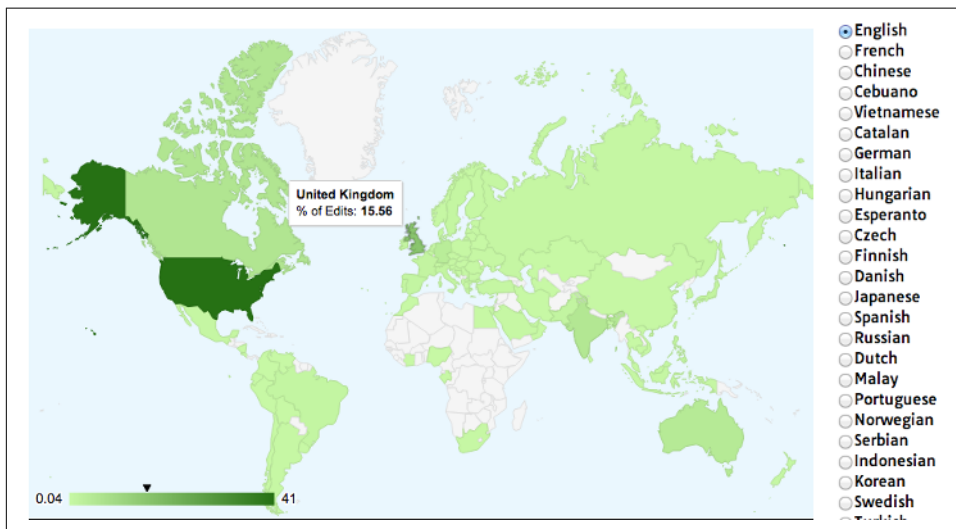 United Kingdom
% of Edits: 15.56
0.04
41
English
French
Chinese
Cebuano
Vietnamese
Catalan
German
Italian
Hungarian
Esperanto
Czech
Finnish
Danish
Japanese
Spanish
Russian
Dutch
Malay
Portuguese
Norwegian
Serbian
Indonesian
Korean
Swedish
Turkish